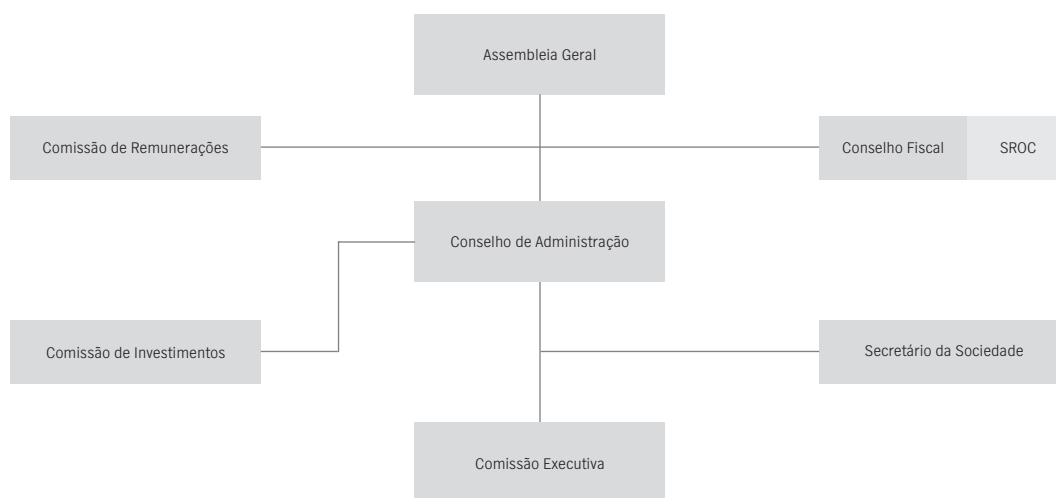 Assembleia Geral
Comissão de Remunerações
Conselho Fiscal
SROC
Conselho de Administração
Comissão de Investimentos
Secretário da Sociedade
Comissão Executiva